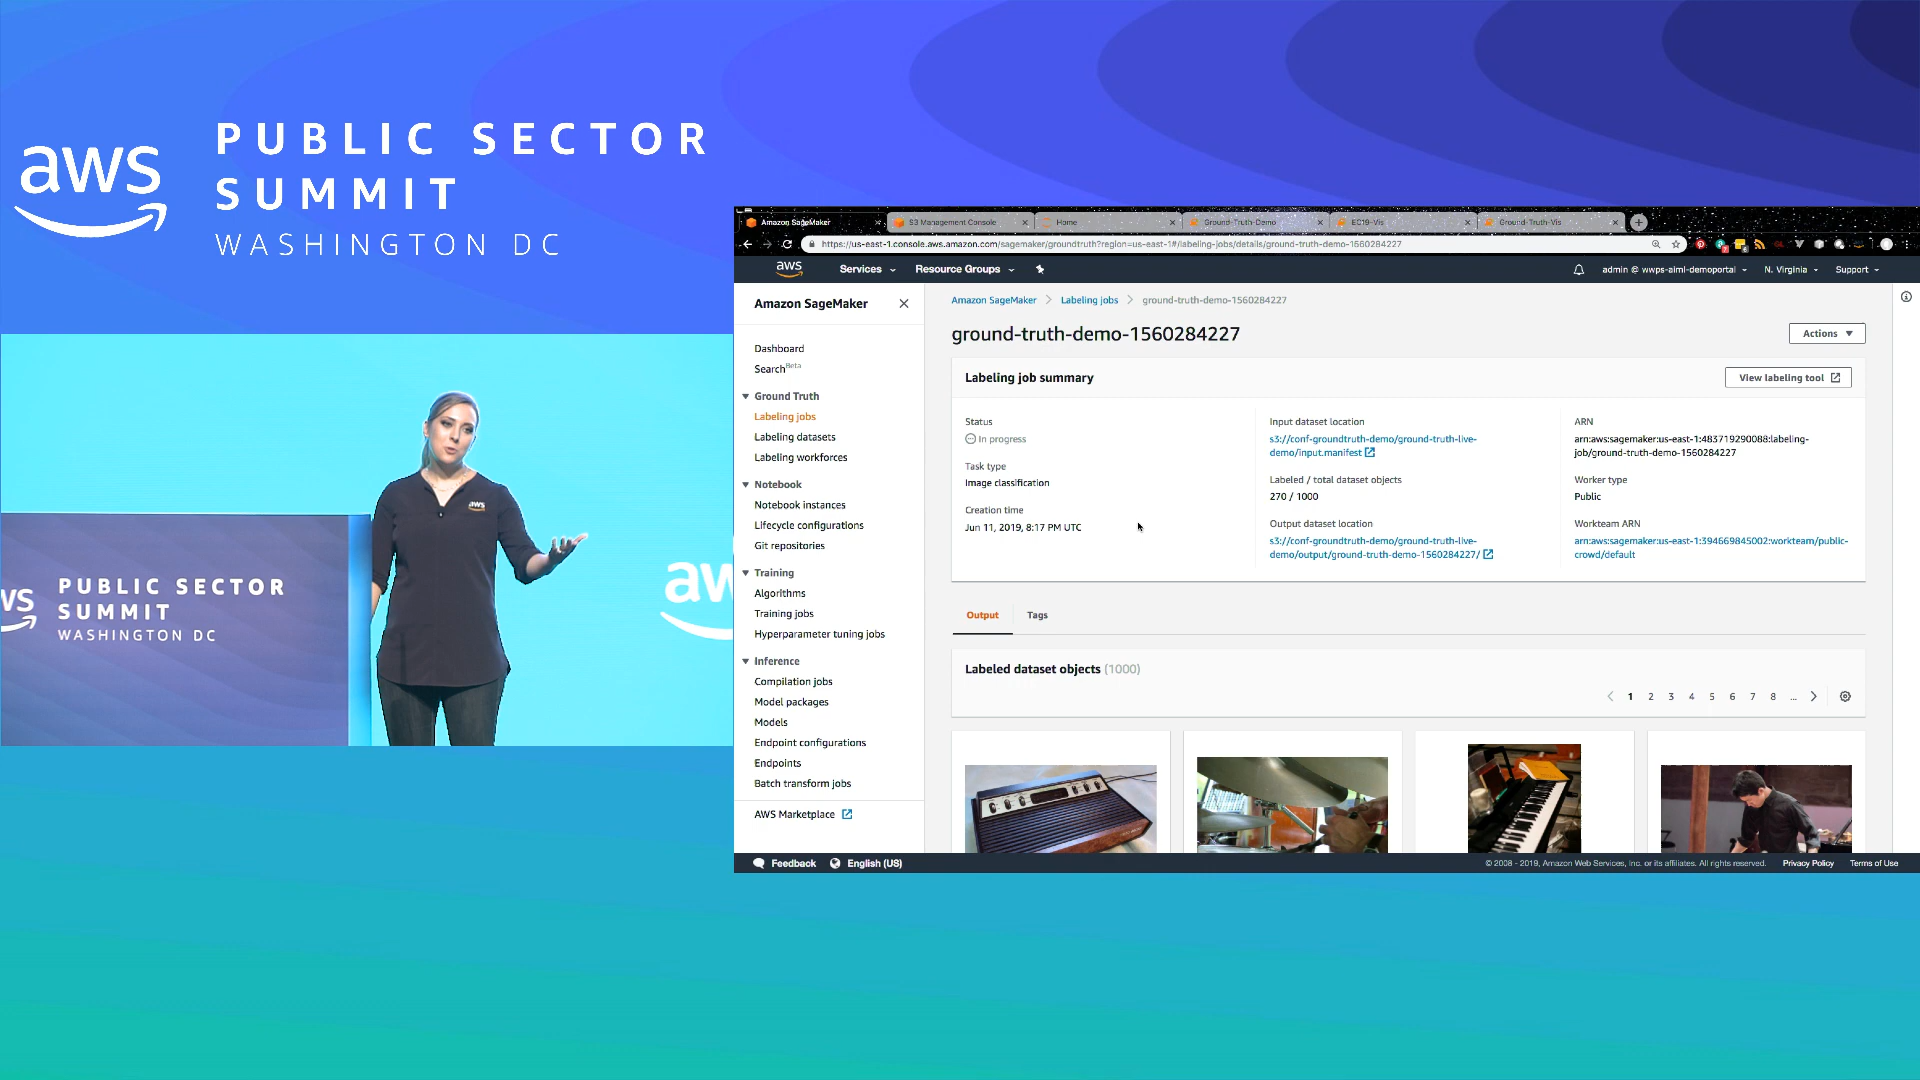 aws
PUBLIC SECTOR
SUMMIT
WASHINGTON DC
aws
PUBLIC SECTOR
SUMMIT
WASHINGTON DC
aws
Amazon SageMaker
S3 Management Console
Home
Ground-Truth-Demo
EC19-Vis
Ground-Truth-Vis
https://us-east-1.console.aws.amazon.com/sagemaker/groundtruth?region=us-east-1#/labeling-jobs/details/ground-truth-demo-1560284227
aws
Services
Resource Groups
admin @ wwps-aiml-demoportal
N. Virginia
Support
Amazon SageMaker
Dashboard
Search Beta
Ground Truth
Labeling jobs
Labeling datasets
Labeling workforces
Notebook
Notebook instances
Lifecycle configurations
Git repositories
Training
Algorithms
Training jobs
Hyperparameter tuning jobs
Inference
Compilation jobs
Model packages
Models
Endpoint configurations
Endpoints
Batch transform jobs
AWS Marketplace
Amazon SageMaker > Labeling jobs > ground-truth-demo-1560284227
ground-truth-demo-1560284227
Actions
Labeling job summary
View labeling tool
Status
In progress
Task type
Image classification
Creation time
Jun 11, 2019, 8:17 PM UTC
Input dataset location
s3://conf-groundtruth-demo/ground-truth-live-
demo/input.manifest
Labeled / total dataset objects
270 / 1000
Output dataset location
s3://conf-groundtruth-demo/ground-truth-live-
demo/output/ground-truth-demo-1560284227/
ARN
arn:aws:sagemaker:us-east-1:483719290088:labeling-
job/ground-truth-demo-1560284227
Worker type
Public
Workteam ARN
arn:aws:sagemaker:us-east-1:394669845002:workteam/public-
crowd/default
Output
Tags
Labeled dataset objects (1000)
1 2 3 4 5 6 7 8 ...
Feedback
English (US)
© 2008 - 2019, Amazon Web Services, Inc. or its affiliates. All rights reserved.
Privacy Policy
Terms of Use